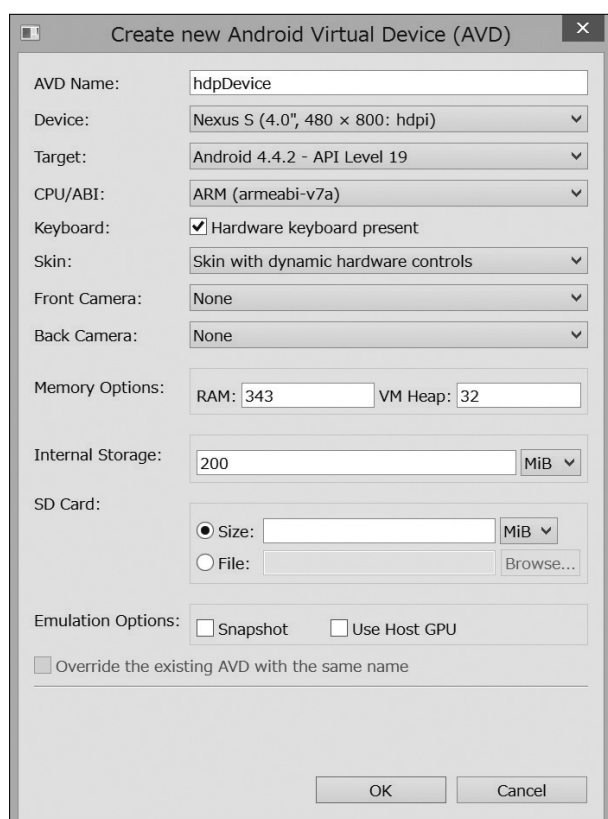 Create new Android Virtual Device (AVD)
AVD Name: hdpDevice
Device: Nexus S (4.0", 480 × 800: hdpi)
Target: Android 4.4.2 - API Level 19
CPU/ABI: ARM (armeabi-v7a)
Keyboard: Hardware keyboard present
Skin: Skin with dynamic hardware controls
Front Camera: None
Back Camera: None
Memory Options: RAM: 343 VM Heap: 32
Internal Storage: 200 MiB
SD Card:
Size: MiB
File: Browse...
Emulation Options: Snapshot Use Host GPU
Override the existing AVD with the same name
OK Cancel